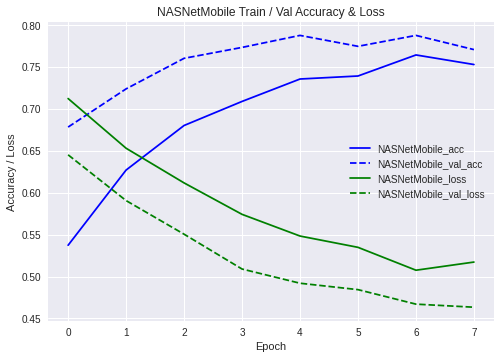 NASNetMobile Train / Val Accuracy & Loss
0.80
0.75
0.70
0.65
0.60
0.55
0.50
0.45
Accuracy / Loss
NASNetMobile_acc
NASNetMobile_val_acc
NASNetMobile_loss
NASNetMobile_val_loss
0 1 2 3 4 5 6 7
Epoch